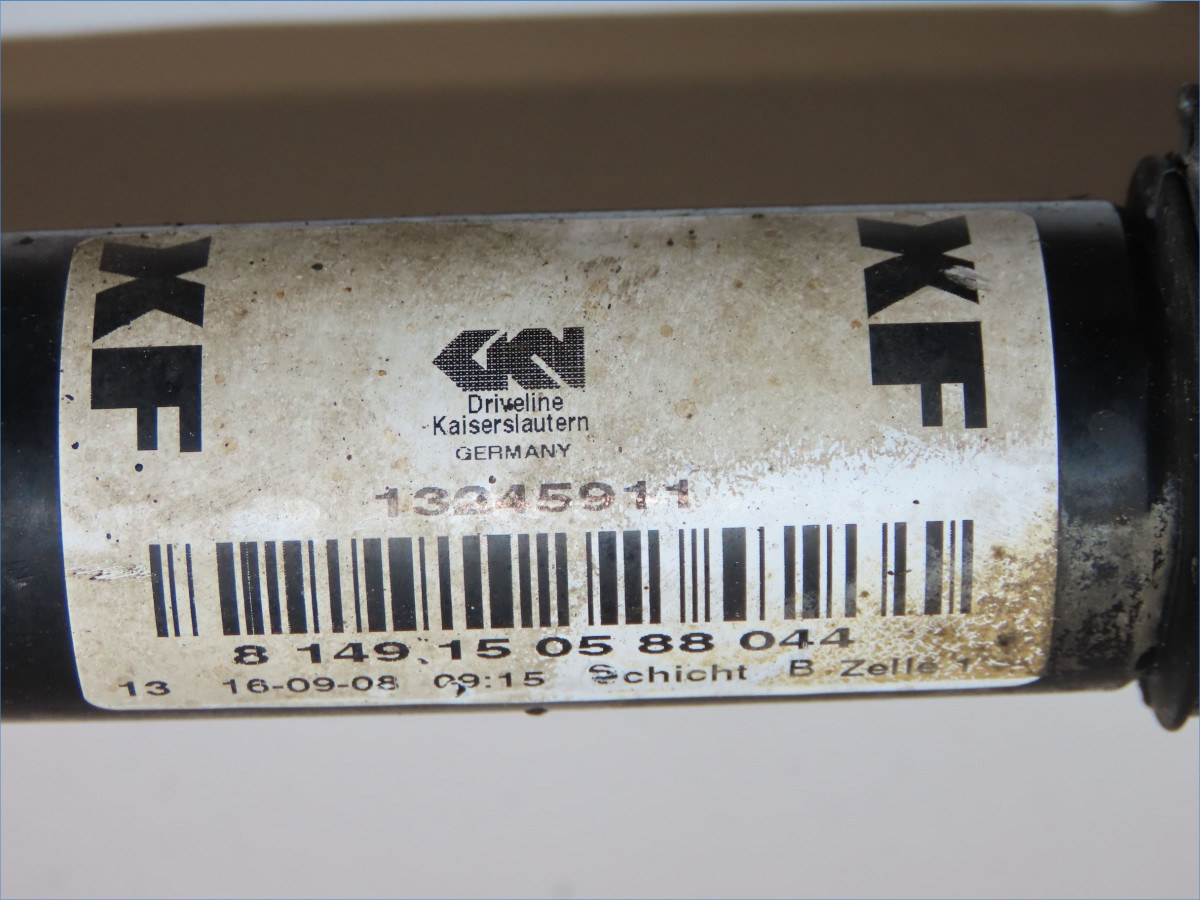 XF
XF
GKN
Driveline
Kaiserslautern
GERMANY
13245911
8 149 15 05 88 044
13 16-09-08 09:15 Schicht B Zelle 1